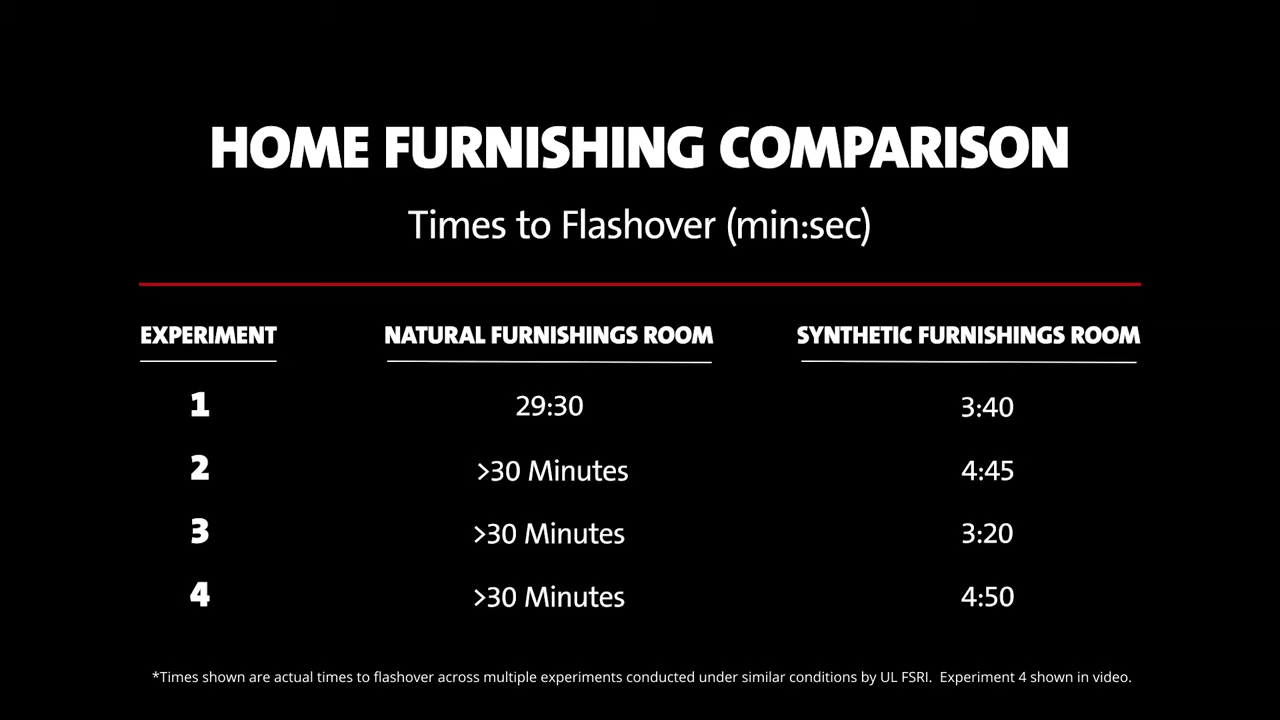 HOME FURNISHING COMPARISON
Times to Flashover (min:sec)
EXPERIMENT NATURAL FURNISHINGS ROOM SYNTHETIC FURNISHINGS ROOM
1 29:30 3:40
2 >30 Minutes 4:45
3 >30 Minutes 3:20
4 >30 Minutes 4:50
*Times shown are actual times to flashover across multiple experiments conducted under similar conditions by UL FSRI. Experiment 4 shown in video.